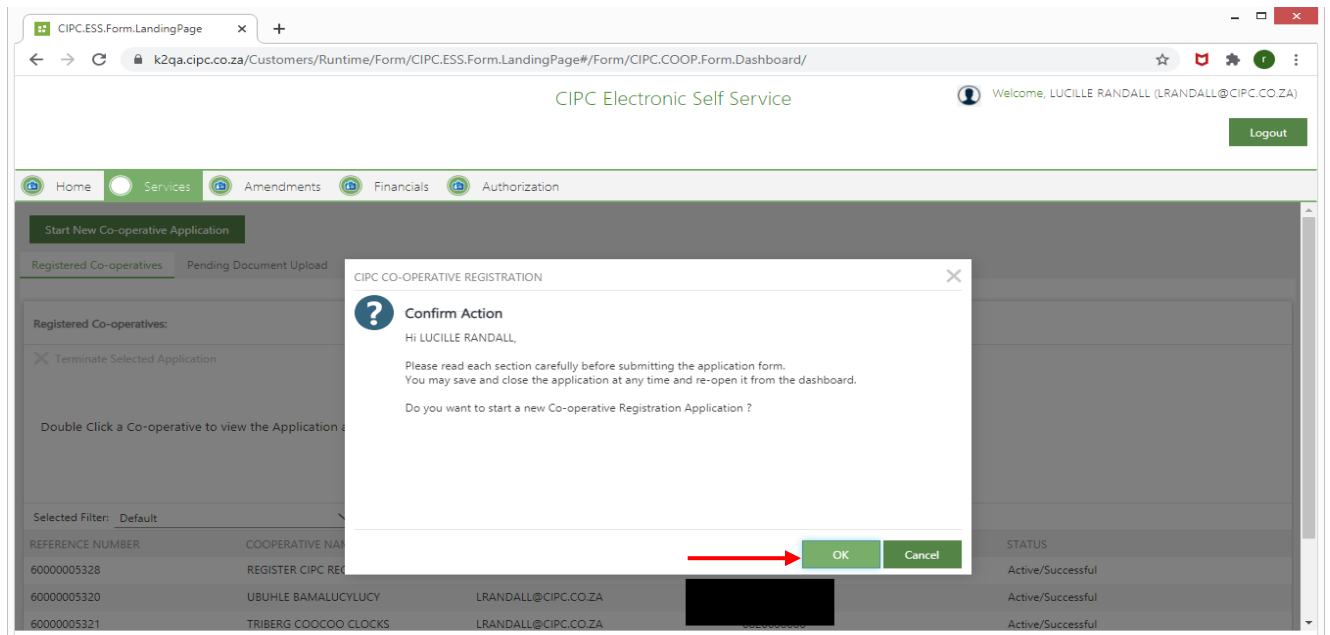 CIPC.ESS.Form.LandingPage
k2qa.cipc.co.za/Customers/Runtime/Form/CIPC.ESS.Form.LandingPage#/Form/CIPC.COOP.Form.Dashboard/
r
CIPC Electronic Self Service
Welcome, LUCILLE RANDALL (LRANDALL@CIPC.CO.ZA)
Logout
Home Services Amendments Financials Authorization
Start New Co-operative Application
Registered Co-operatives Pending Document Upload
CIPC CO-OPERATIVE REGISTRATION
Confirm Action
Hi LUCILLE RANDALL,
Please read each section carefully before submitting the application form.
You may save and close the application at any time and re-open it from the dashboard.
Do you want to start a new Co-operative Registration Application ?
OK Cancel
Registered Co-operatives:
Terminate Selected Application
Double Click a Co-operative to view the Application
Selected Filter: Default
REFERENCE NUMBER COOPERATIVE NA STATUS
60000005328 REGISTER CIPC REC Active/Successful
60000005320 UBUHLE BAMALUCYLUCY LRANDALL@CIPC.CO.ZA Active/Successful
60000005321 TRIBERG COOCOO CLOCKS LRANDALL@CIPC.CO.ZA Active/Successful